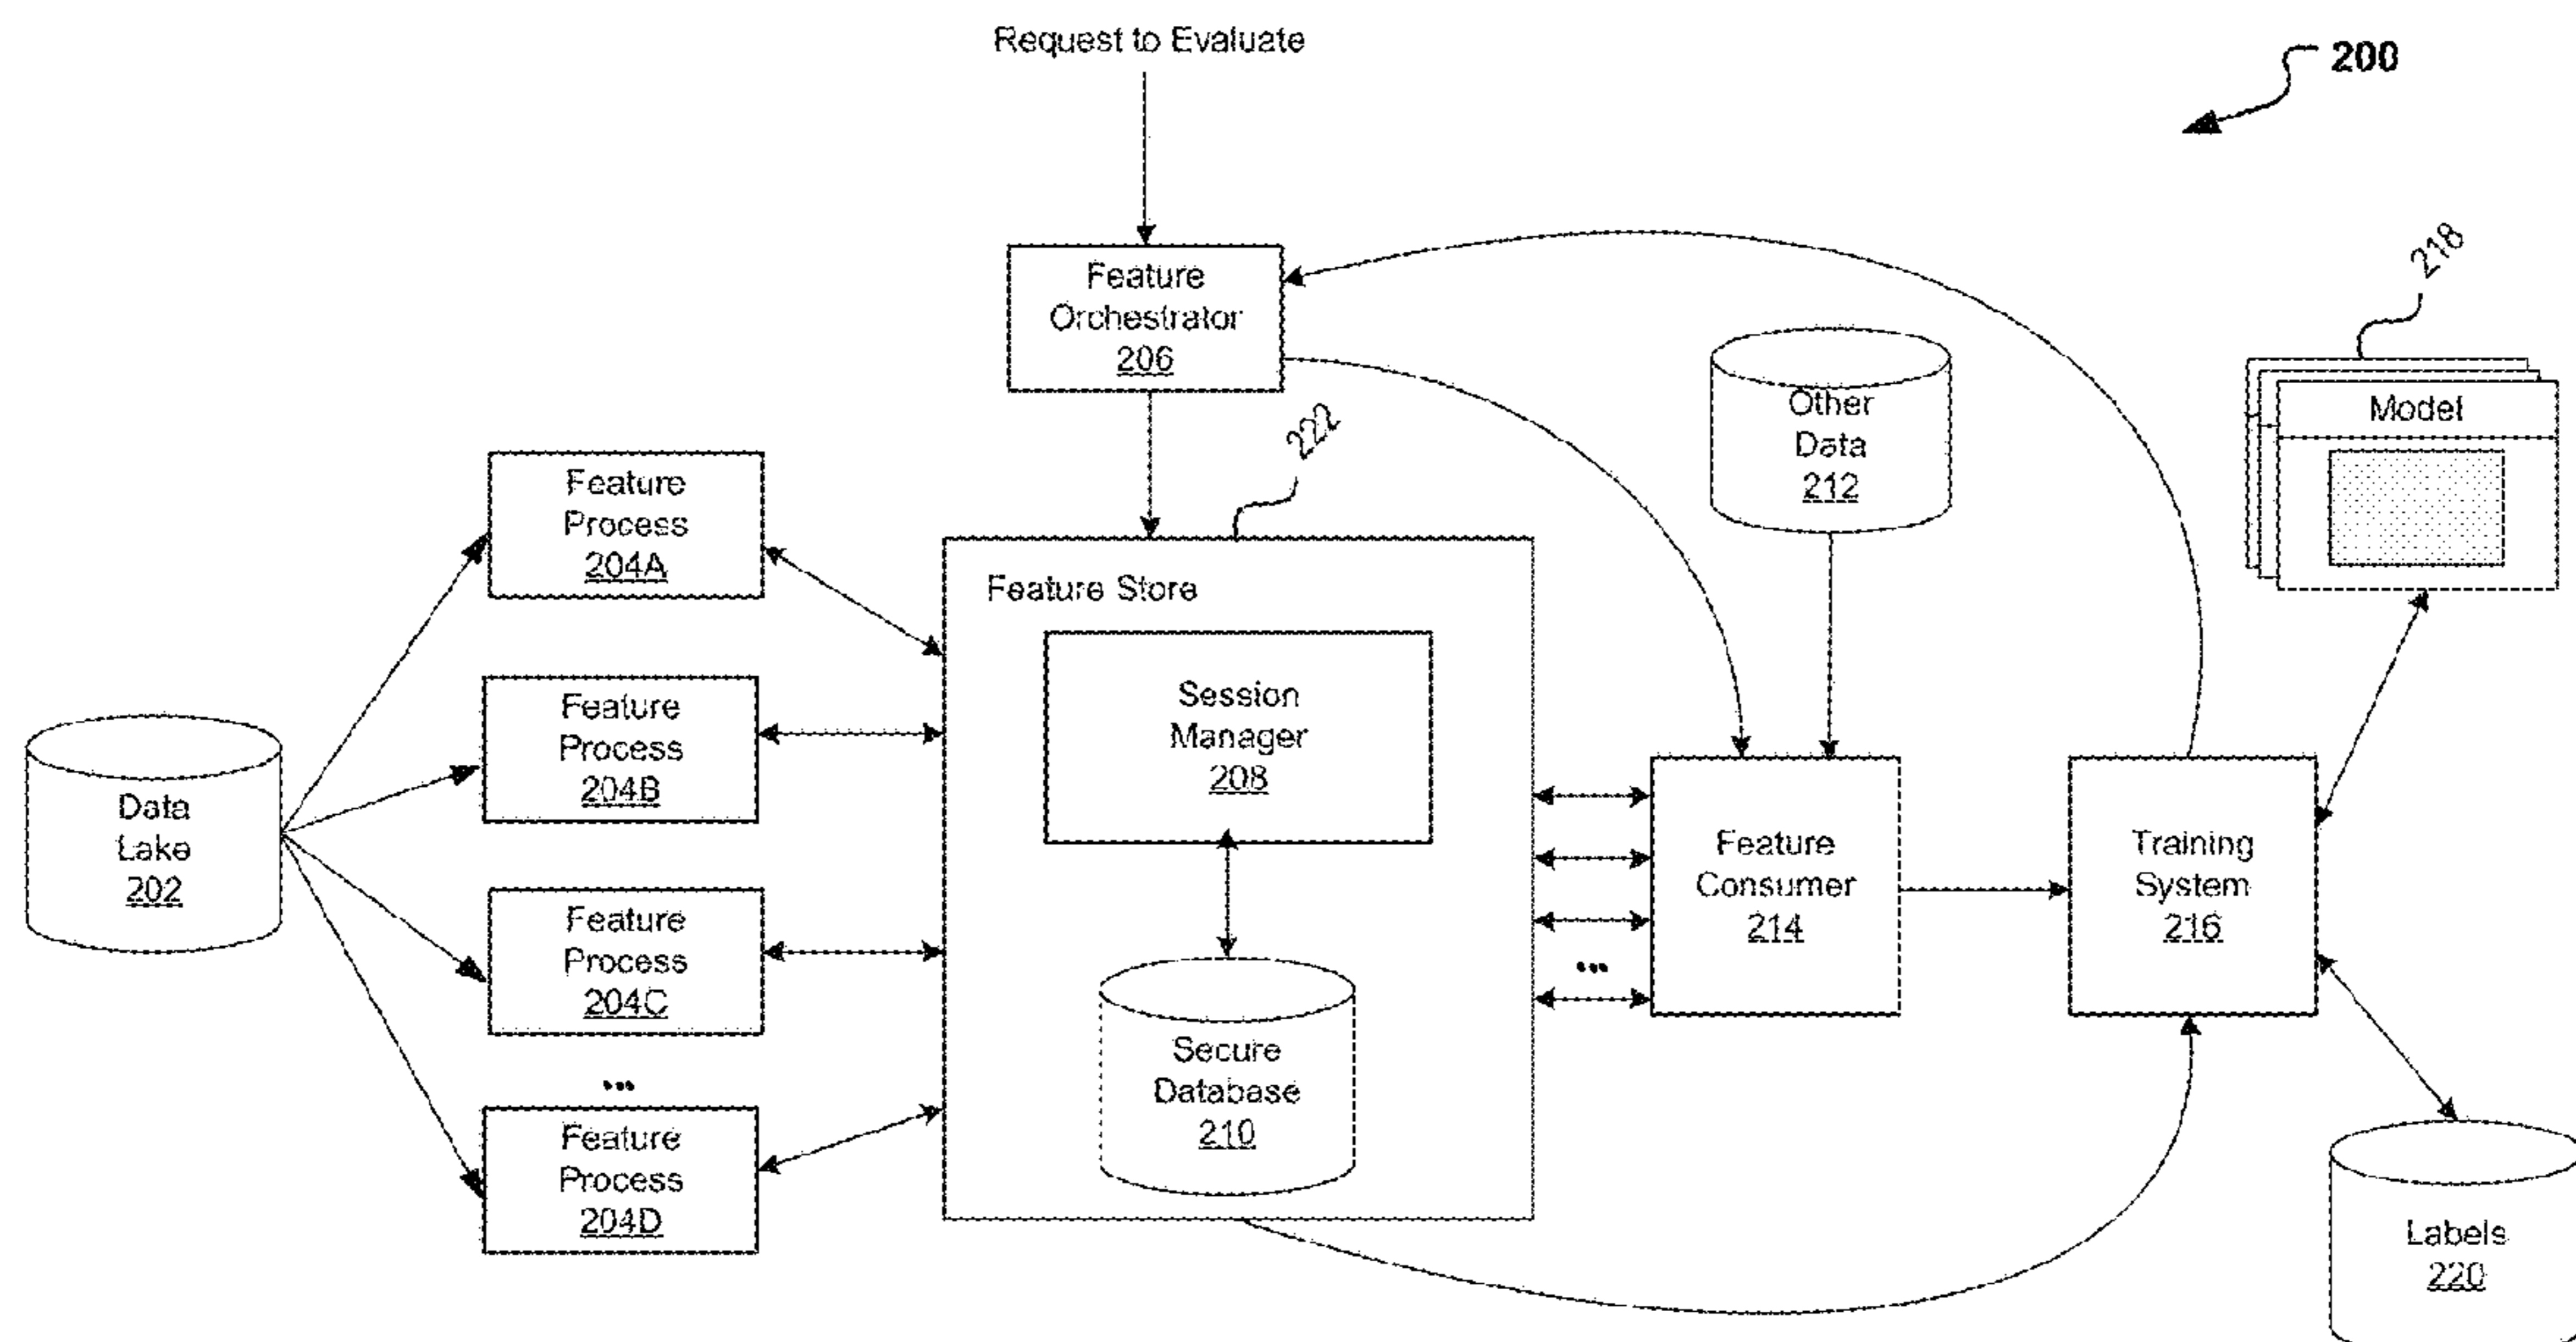 Request to Evaluate
200
Feature
Orchestrator
206
218
Other
Data
212
Model
222
Feature
Process
204A
Feature Store
Session
Manager
208
Feature
Process
204B
Data
Lake
202
Feature
Consumer
214
Training
System
216
Feature
Process
204C
...
Secure
Database
210
...
Feature
Process
204D
Labels
220